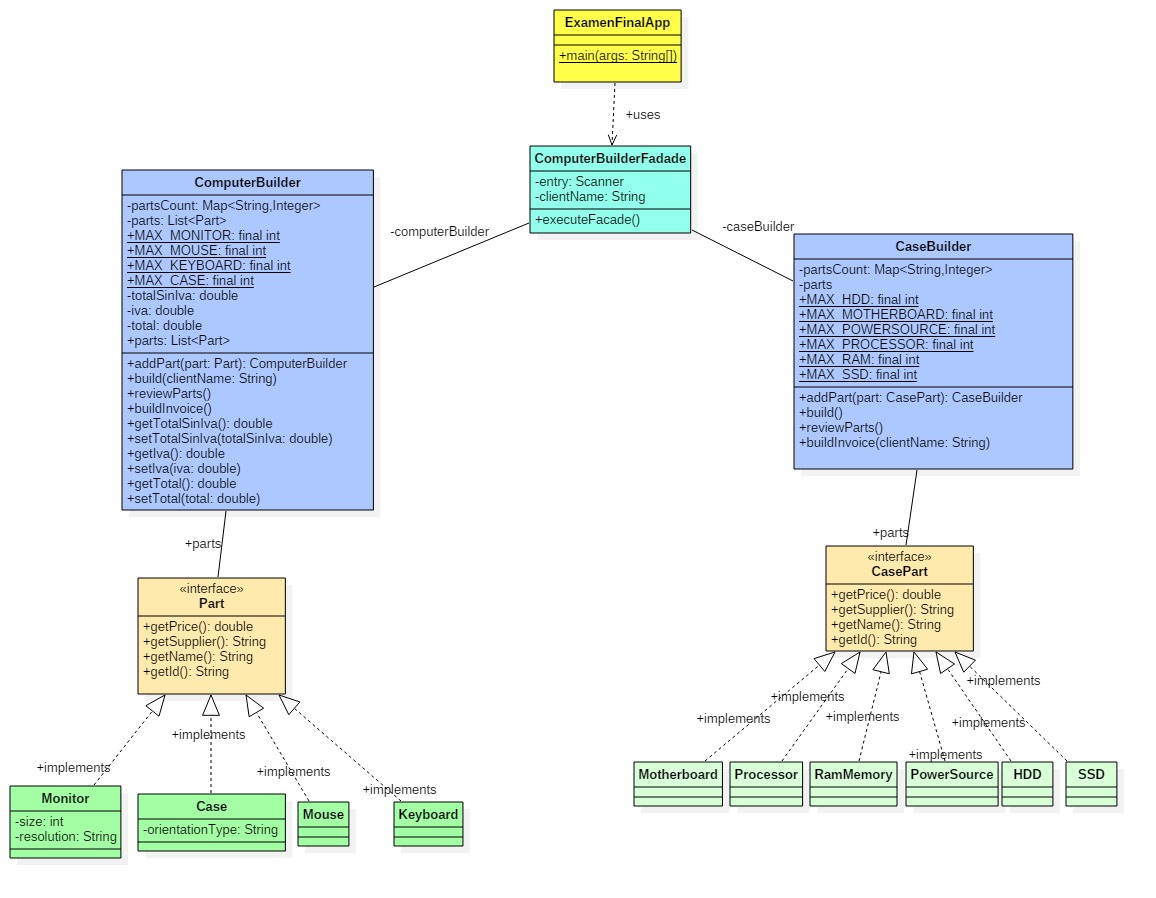 ExamenFinalApp
+main(args: String[])
+uses
ComputerBuilderFadade
-entry: Scanner
-clientName: String
+executeFacade()
-computerBuilder
-caseBuilder
ComputerBuilder
-partsCount: Map<String,Integer>
-parts: List<Part>
+MAX_MONITOR: final int
+MAX_MOUSE: final int
+MAX_KEYBOARD: final int
+MAX_CASE: final int
-totalSinIva: double
-iva: double
-total: double
+parts: List<Part>
+addPart(part: Part): ComputerBuilder
+build(clientName: String)
+reviewParts()
+buildInvoice()
+getTotalSinIva(): double
+setTotalSinIva(totalSinIva: double)
+getIva(): double
+setIva(iva: double)
+getTotal(): double
+setTotal(total: double)
CaseBuilder
-partsCount: Map<String,Integer>
-parts
+MAX_HDD: final int
+MAX_MOTHERBOARD: final int
+MAX_POWERSOURCE: final int
+MAX_PROCESSOR: final int
+MAX_RAM: final int
+MAX_SSD: final int
+addPart(part: CasePart): CaseBuilder
+build()
+reviewParts()
+buildInvoice(clientName: String)
+parts
«interface»
Part
+getPrice(): double
+getSupplier(): String
+getName(): String
+getId(): String
+parts
«interface»
CasePart
+getPrice(): double
+getSupplier(): String
+getName(): String
+getId(): String
+implements
+implements
+implements
+implements
Monitor
-size: int
-resolution: String
Case
-orientationType: String
Mouse
Keyboard
+implements
+implements
+implements
+implements
+implements
+implements
Motherboard
Processor
RamMemory
PowerSource
HDD
SSD